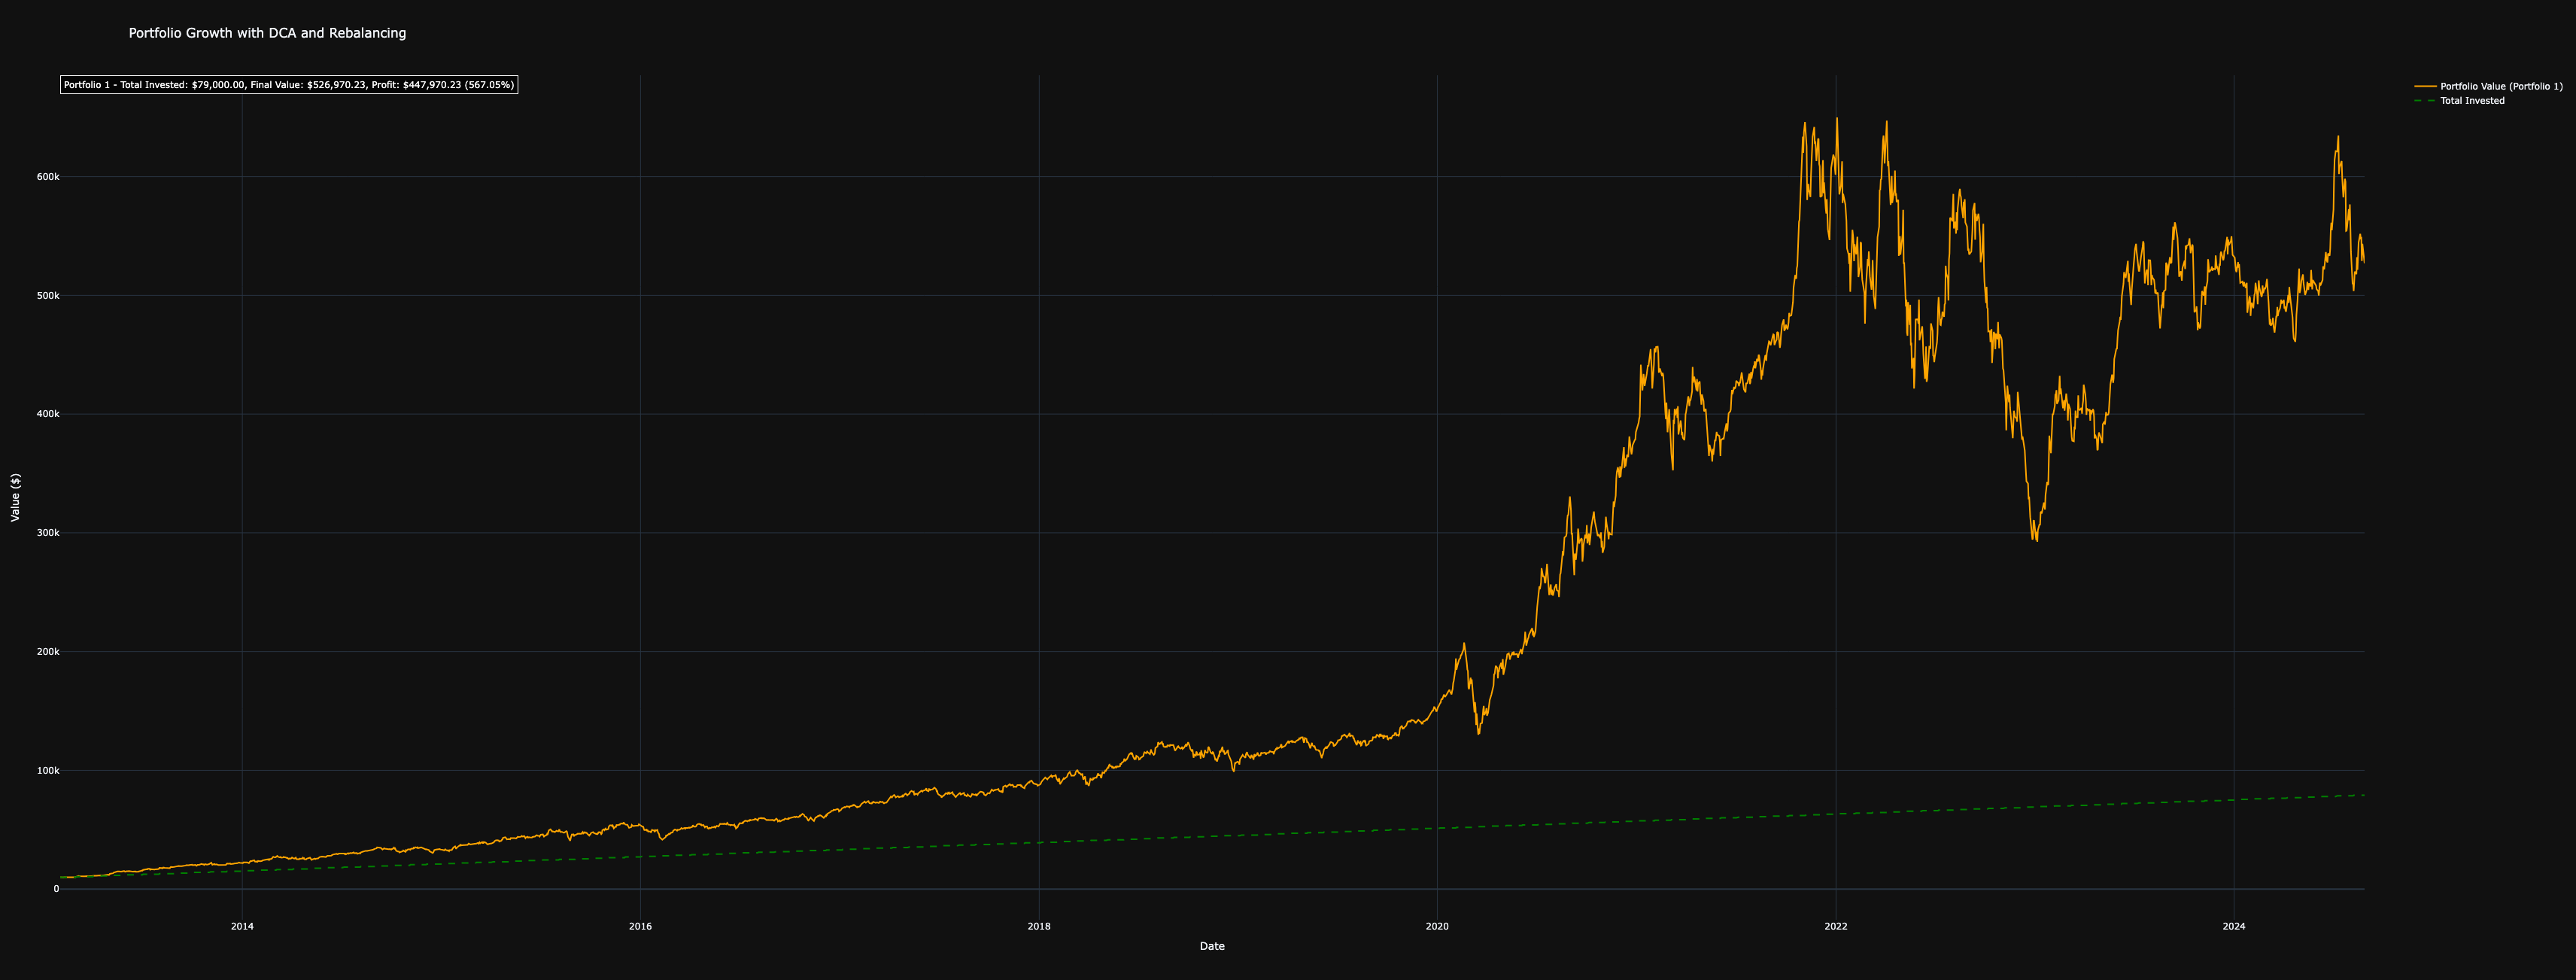 Portfolio Growth with DCA and Rebalancing
Portfolio 1 - Total Invested: $79,000.00, Final Value: $526,970.23, Profit: $447,970.23 (567.05%)
Portfolio Value (Portfolio 1)
Total Invested
600k
500k
400k
300k
200k
100k
0
Value ($)
2014 2016 2018 2020 2022 2024
Date